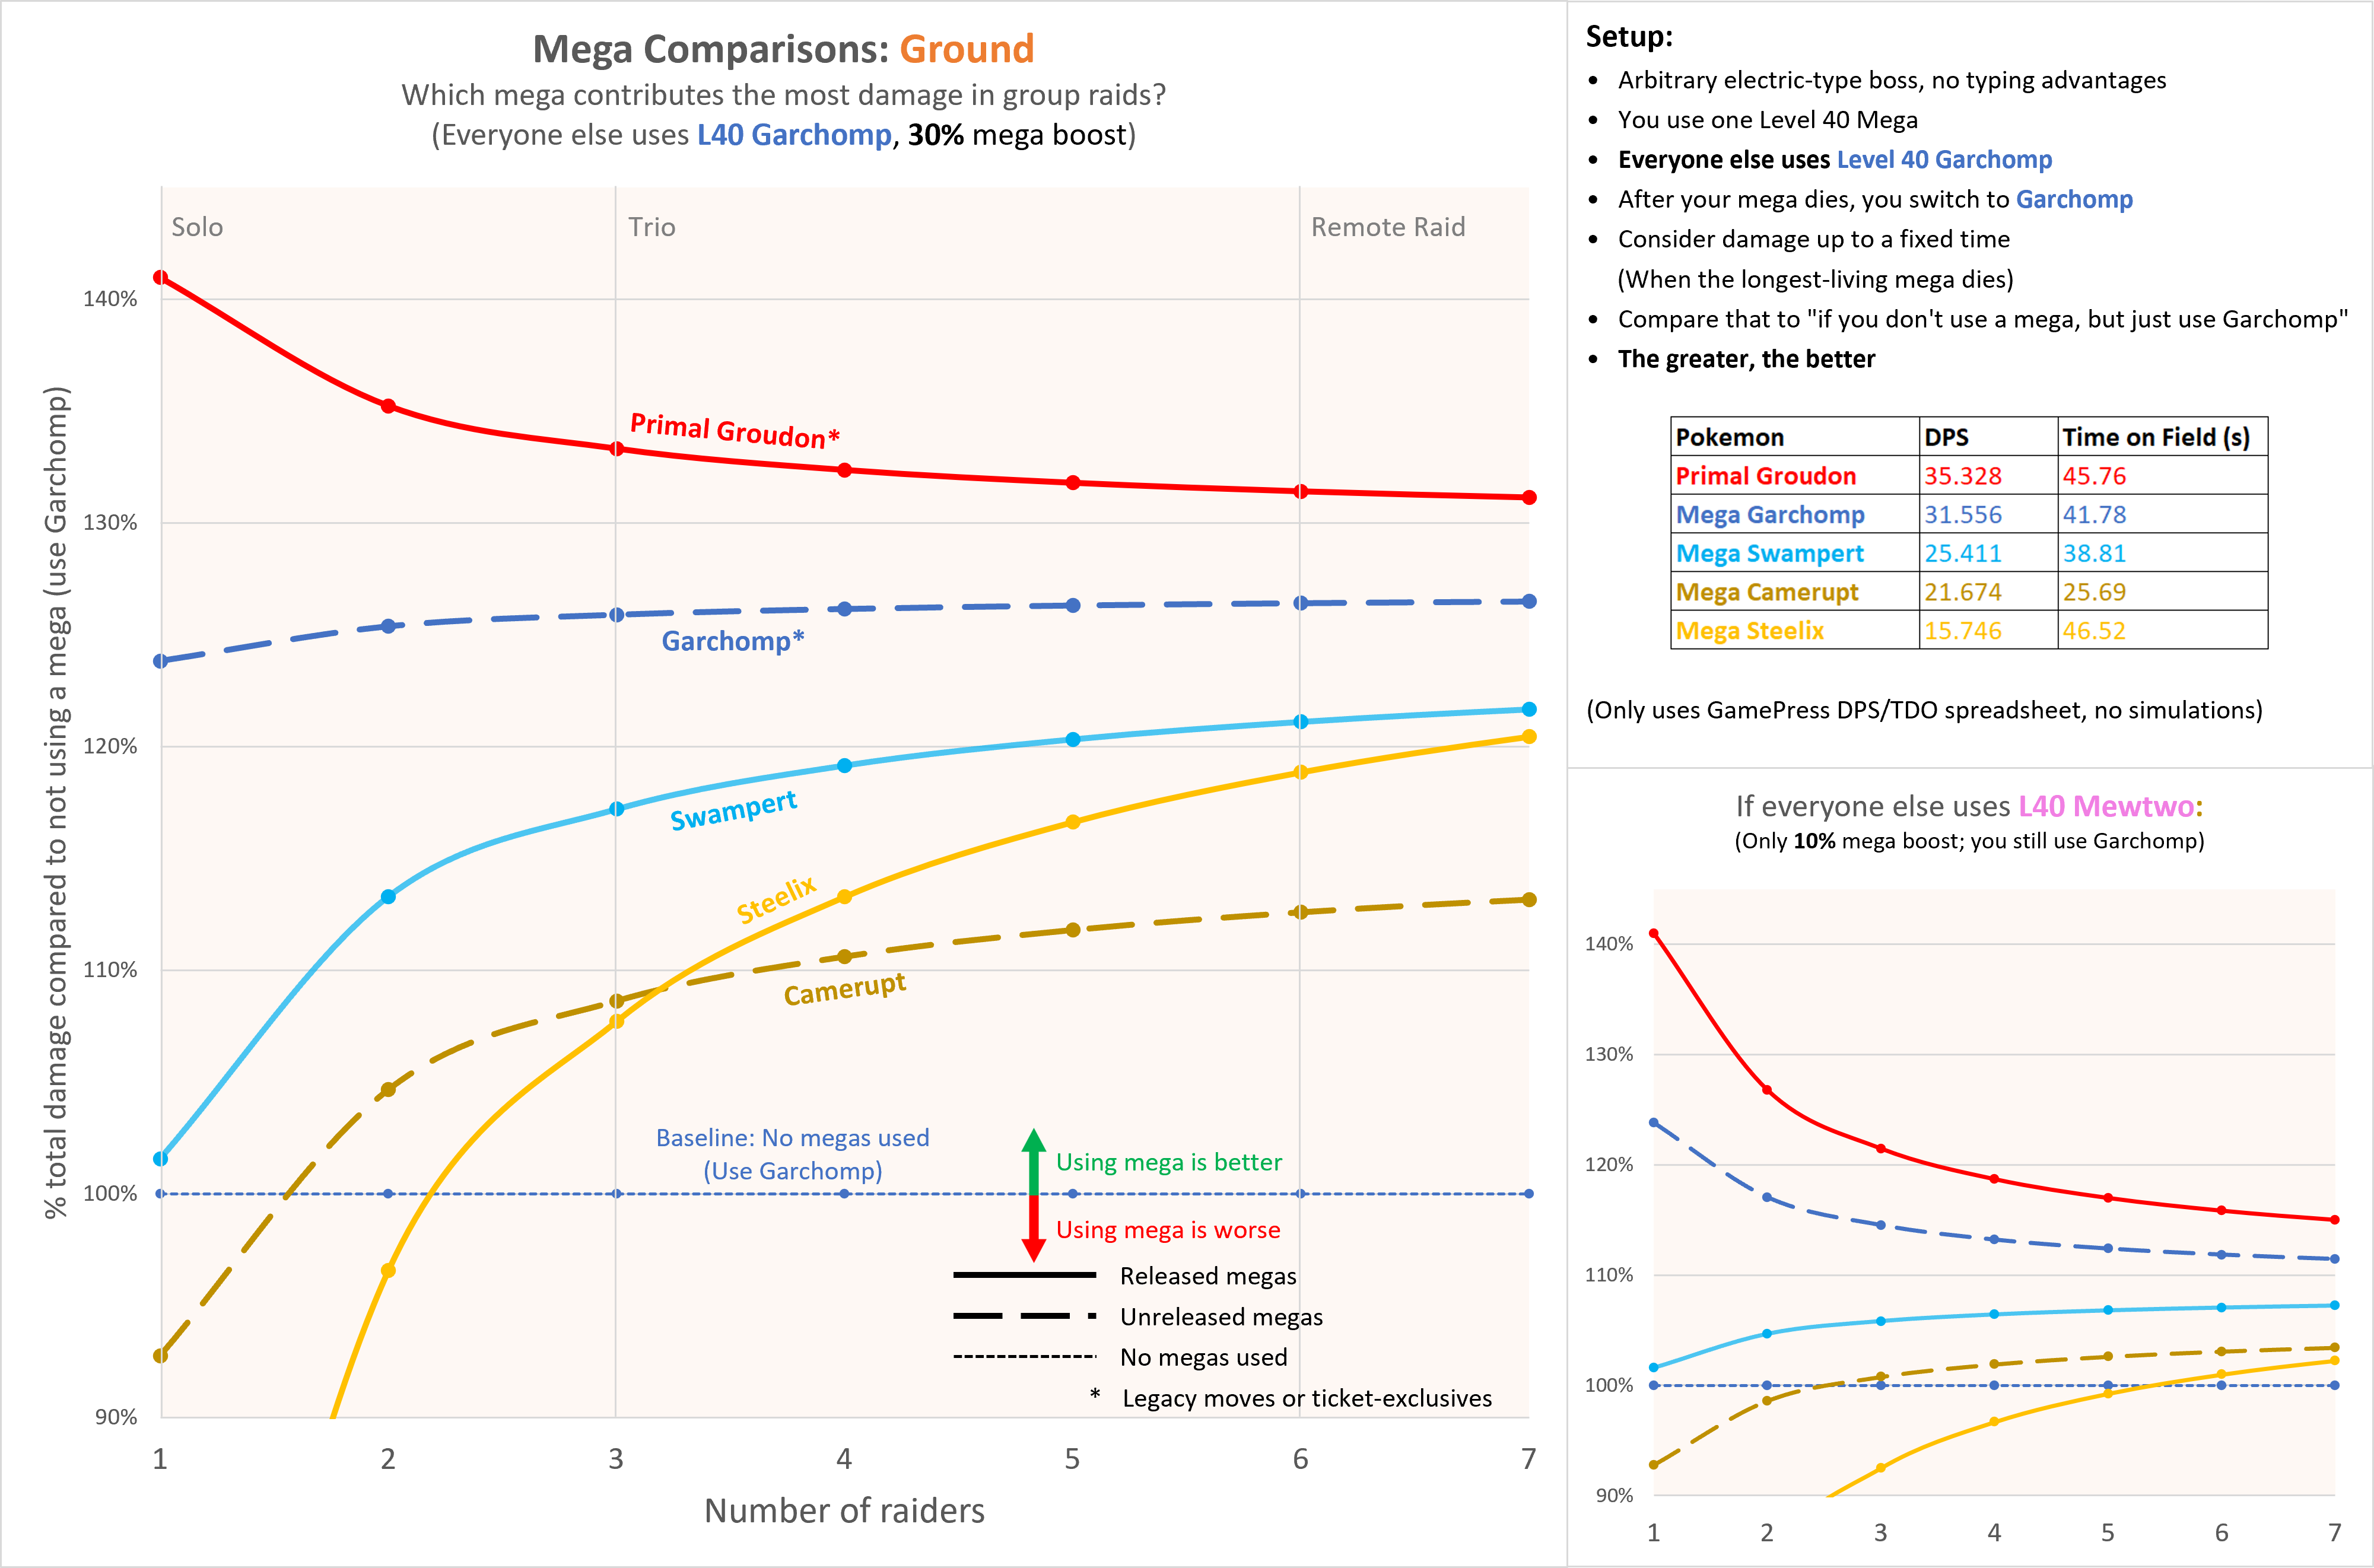 Mega Comparisons: Ground
Which mega contributes the most damage in group raids?
(Everyone else uses L40 Garchomp, 30% mega boost)
% total damage compared to not using a mega (use Garchomp)
Solo
Trio
Remote Raid
140%
130%
120%
110%
100%
90%
Primal Groudon*
Garchomp*
Swampert
Steelix
Camerupt
Baseline: No megas used
(Use Garchomp)
Using mega is better
Using mega is worse
Released megas
Unreleased megas
No megas used
* Legacy moves or ticket-exclusives
1 2 3 4 5 6 7
Number of raiders
Setup:
• Arbitrary electric-type boss, no typing advantages
• You use one Level 40 Mega
• Everyone else uses Level 40 Garchomp
• After your mega dies, you switch to Garchomp
• Consider damage up to a fixed time
(When the longest-living mega dies)
• Compare that to "if you don't use a mega, but just use Garchomp"
• The greater, the better
Pokemon DPS Time on Field (s)
Primal Groudon 35.328 45.76
Mega Garchomp 31.556 41.78
Mega Swampert 25.411 38.81
Mega Camerupt 21.674 25.69
Mega Steelix 15.746 46.52
(Only uses GamePress DPS/TDO spreadsheet, no simulations)
If everyone else uses L40 Mewtwo:
(Only 10% mega boost; you still use Garchomp)
140%
130%
120%
110%
100%
90%
1 2 3 4 5 6 7